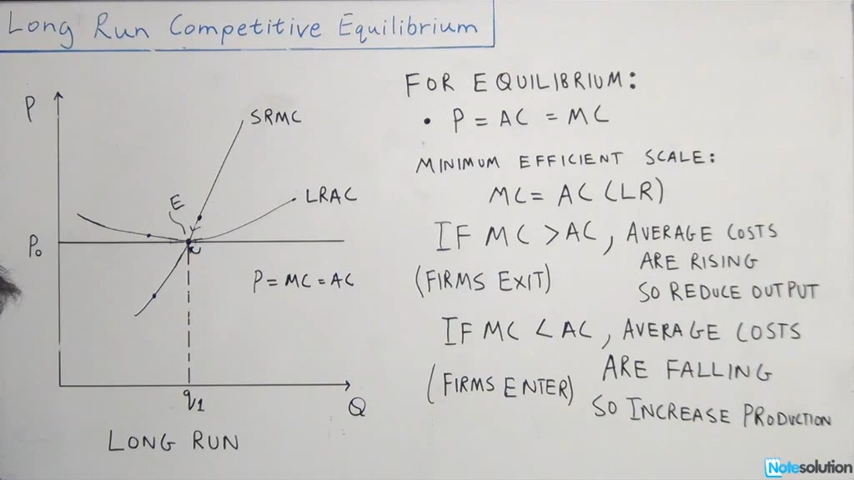 Long Run Competitive Equilibrium
P
SRMC
LRAC
E
P₀
P = MC = AC
q₁
Q
LONG RUN
FOR EQUILIBRIUM:
• P = AC = MC
MINIMUM EFFICIENT SCALE:
MC = AC (LR)
IF MC > AC, AVERAGE COSTS
ARE RISING
(FIRMS EXIT)
SO REDUCE OUTPUT
IF MC < AC, AVERAGE COSTS
ARE FALLING
(FIRMS ENTER)
SO INCREASE PRODUCTION
Notesolution